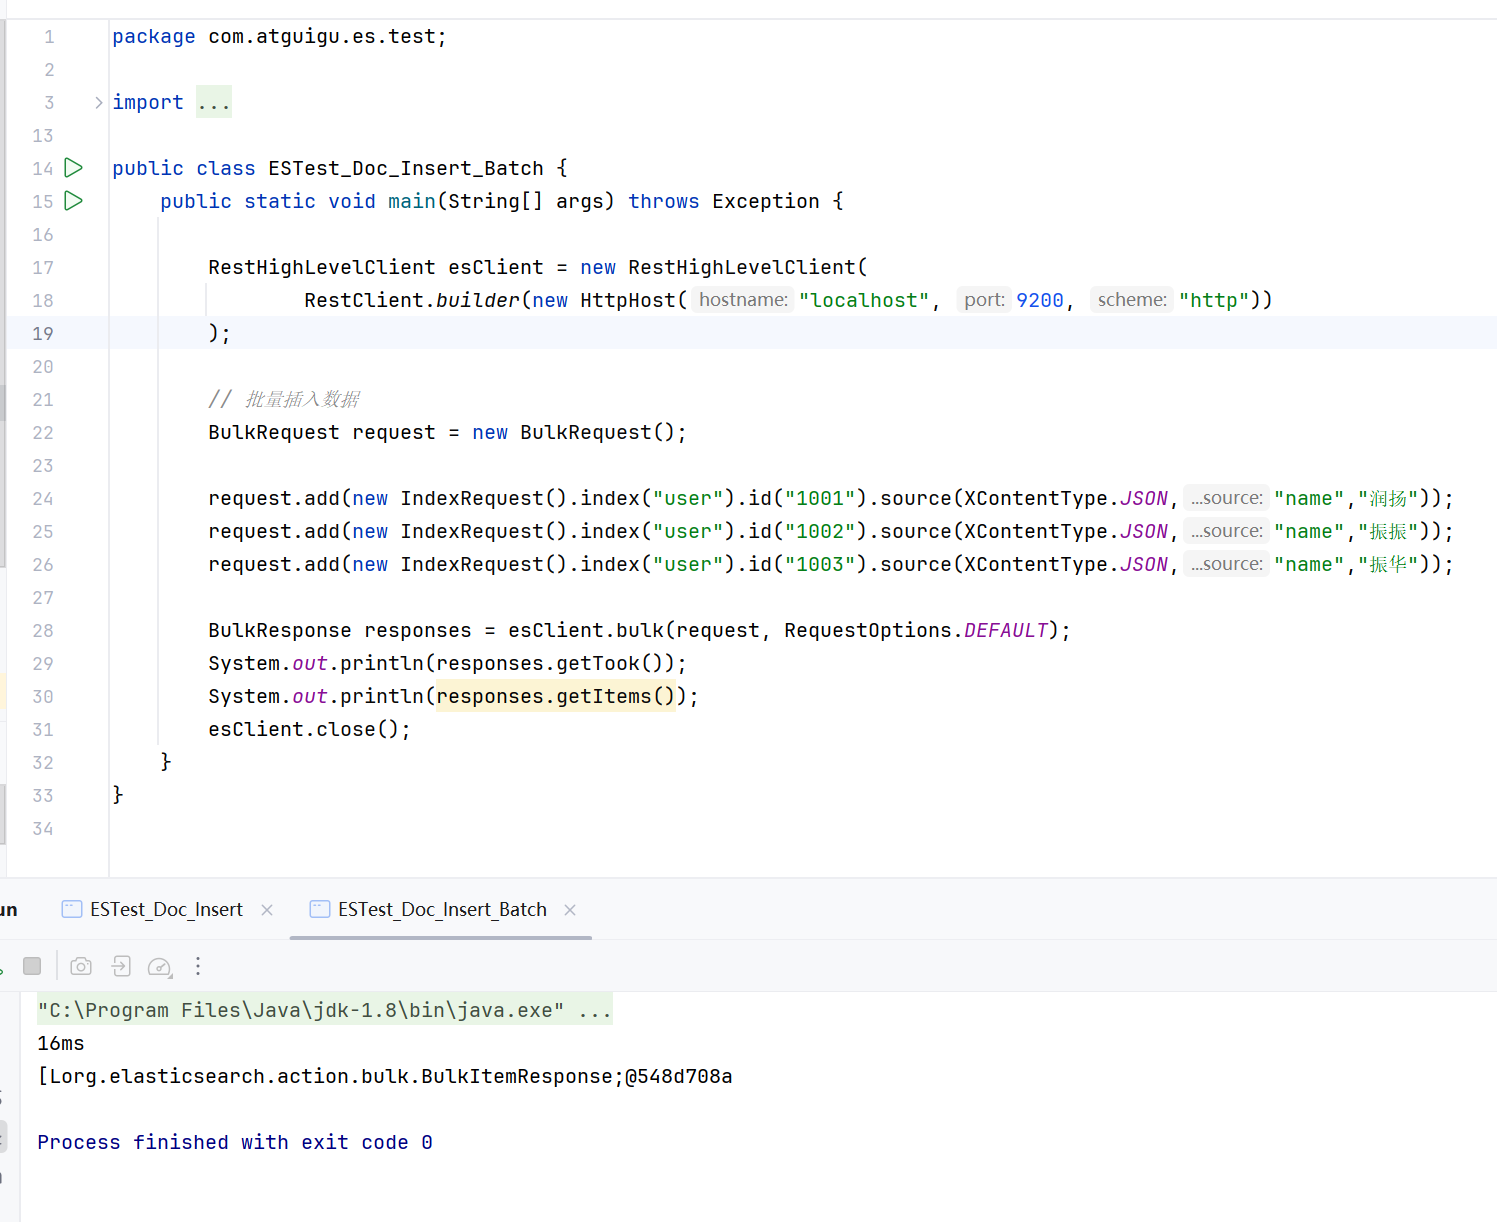 1 package com.atguigu.es.test;
2
3 import ...
13
14 public class ESTest_Doc_Insert_Batch {
15 public static void main(String[] args) throws Exception {
16
17 RestHighLevelClient esClient = new RestHighLevelClient(
18 RestClient.builder(new HttpHost( hostname: "localhost", port: 9200, scheme: "http"))
19 );
20
21 // 批量插入数据
22 BulkRequest request = new BulkRequest();
23
24 request.add(new IndexRequest().index("user").id("1001").source(XContentType.JSON, ...source: "name","润扬"));
25 request.add(new IndexRequest().index("user").id("1002").source(XContentType.JSON, ...source: "name","振振"));
26 request.add(new IndexRequest().index("user").id("1003").source(XContentType.JSON, ...source: "name","振华"));
27
28 BulkResponse responses = esClient.bulk(request, RequestOptions.DEFAULT);
29 System.out.println(responses.getTook());
30 System.out.println(responses.getItems());
31 esClient.close();
32 }
33 }
34
un ESTest_Doc_Insert ESTest_Doc_Insert_Batch
"C:\Program Files\Java\jdk-1.8\bin\java.exe" ...
16ms
[Lorg.elasticsearch.action.bulk.BulkItemResponse;@548d708a
Process finished with exit code 0